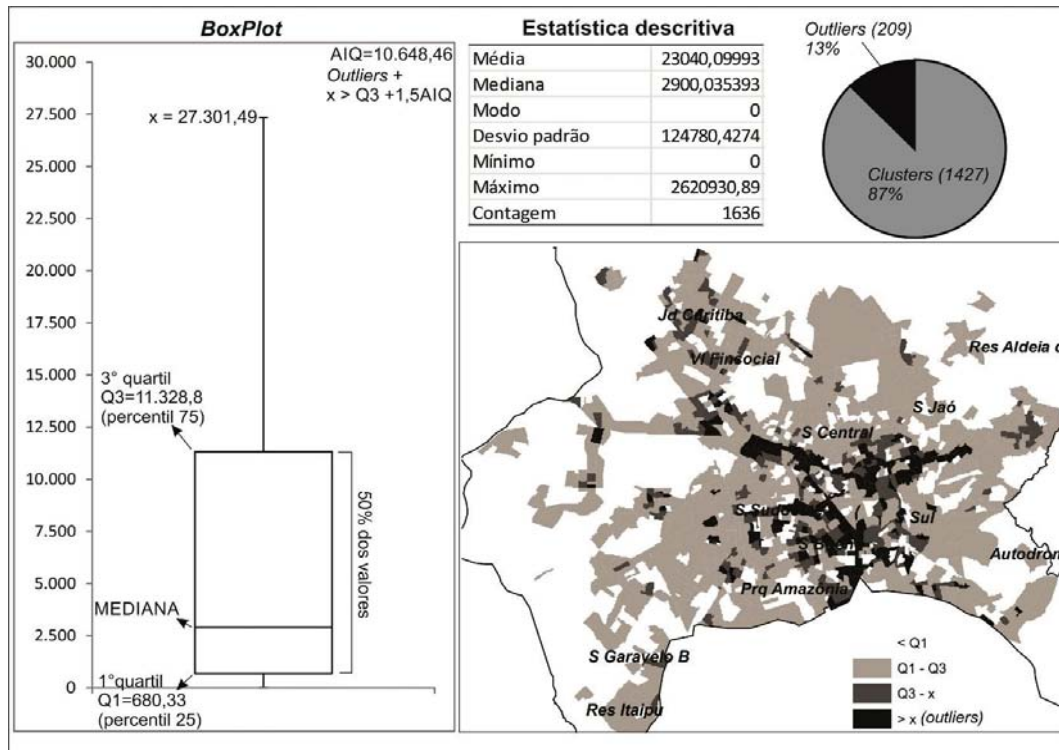 BoxPlot
AIQ=10.648,46
Outliers +
x > Q3 +1,5AIQ
30.000
27.500
25.000
22.500
20.000
17.500
15.000
12.500
10.000
7.500
5.000
2.500
0
x = 27.301,49
3° quartil
Q3=11.328,8
(percentil 75)
50% dos valores
MEDIANA
1°quartil
Q1=680,33
(percentil 25)
Estatística descritiva
Média 23040,09993
Mediana 2900,035393
Modo 0
Desvio padrão 124780,4274
Mínimo 0
Máximo 2620930,89
Contagem 1636
Outliers (209)
13%
Clusters (1427)
87%
Jd Curitiba
Vl Finsocial
Res Aldeia d
S Jaó
S Central
S Sudo
S Sul
S B
Autodrom
Prq Amazônia
S Garavelo B
Res Itaipu
< Q1
Q1 - Q3
Q3 - x
> x (outliers)